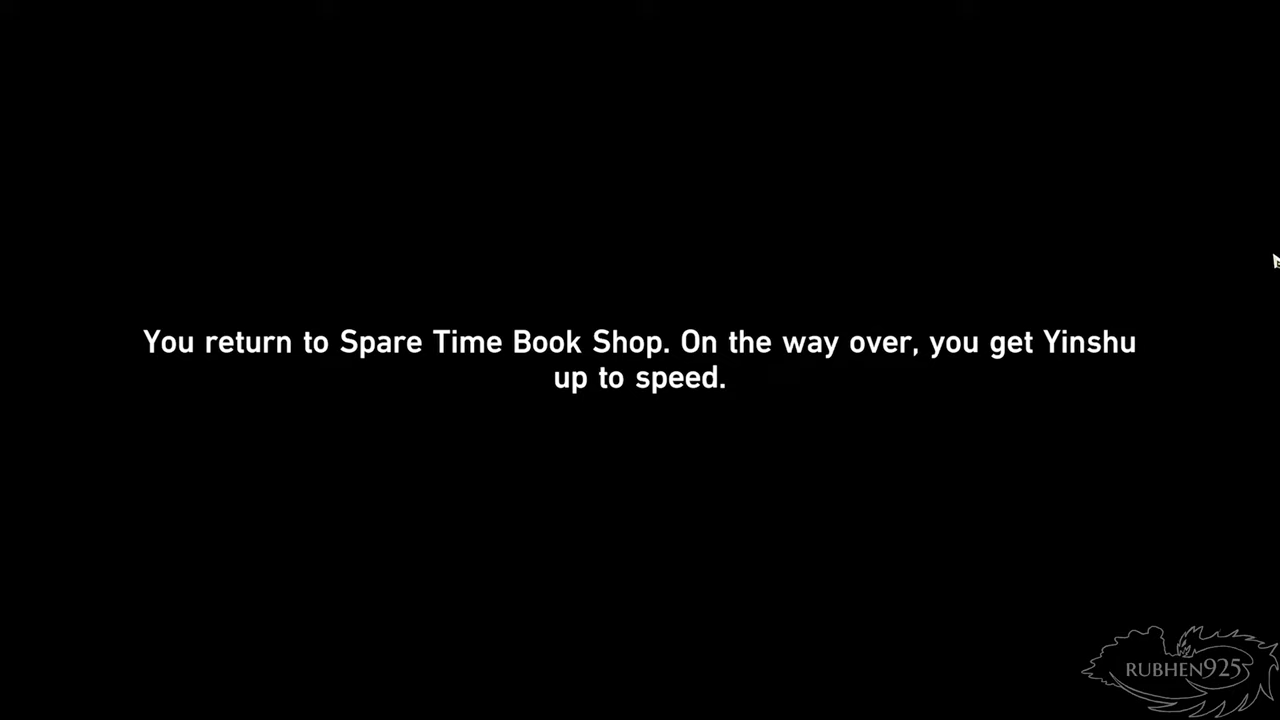 You return to Spare Time Book Shop. On the way over, you get Yinshu
up to speed.
RUBHEN925